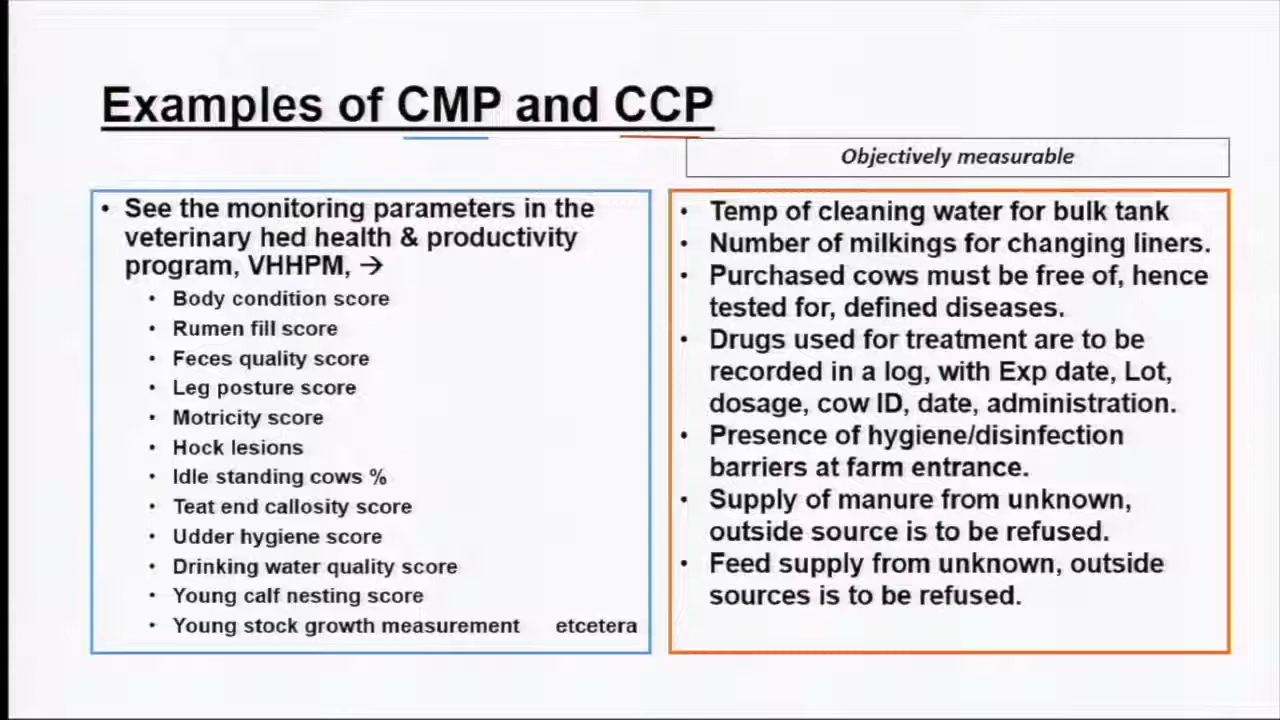 Examples of CMP and CCP
Objectively measurable
• See the monitoring parameters in the
veterinary hed health & productivity
program, VHHPM, →
• Body condition score
• Rumen fill score
• Feces quality score
• Leg posture score
• Motricity score
• Hock lesions
• Idle standing cows %
• Teat end callosity score
• Udder hygiene score
• Drinking water quality score
• Young calf nesting score
• Young stock growth measurement etcetera
• Temp of cleaning water for bulk tank
• Number of milkings for changing liners.
• Purchased cows must be free of, hence
tested for, defined diseases.
• Drugs used for treatment are to be
recorded in a log, with Exp date, Lot,
dosage, cow ID, date, administration.
• Presence of hygiene/disinfection
barriers at farm entrance.
• Supply of manure from unknown,
outside source is to be refused.
• Feed supply from unknown, outside
sources is to be refused.